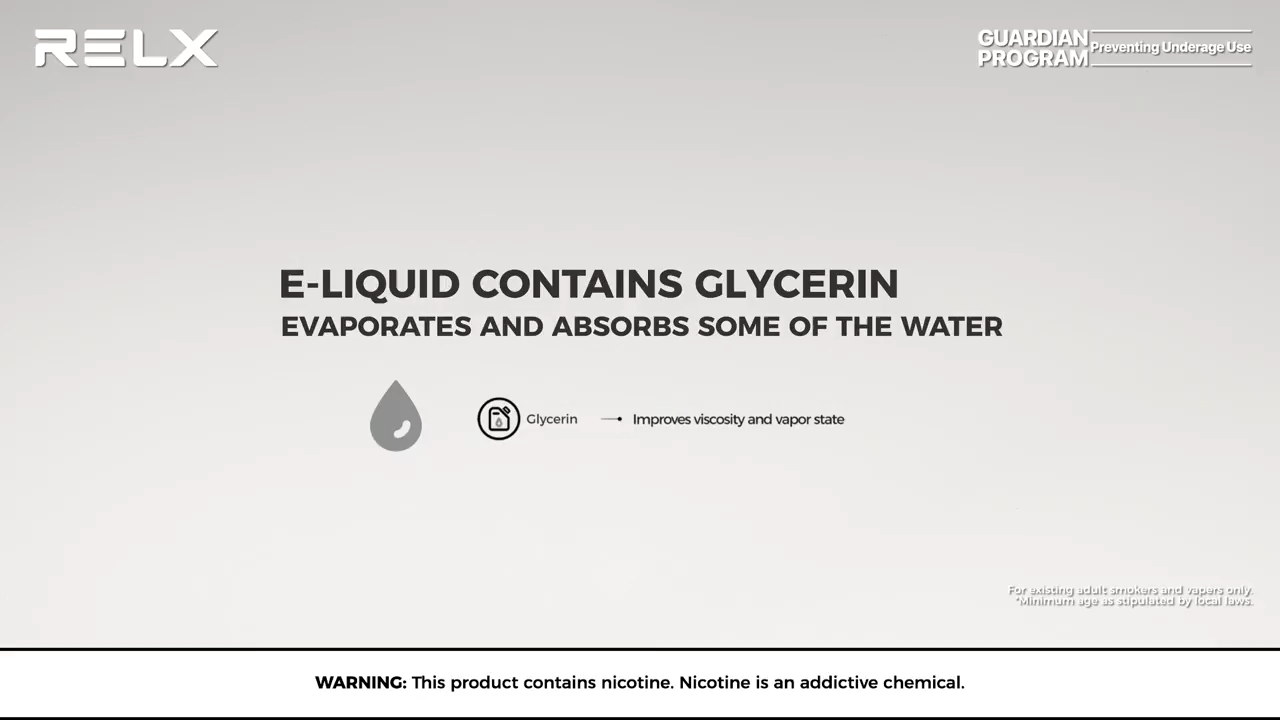 RELX
GUARDIAN
PROGRAM
Preventing Underage Use
E-LIQUID CONTAINS GLYCERIN
EVAPORATES AND ABSORBS SOME OF THE WATER
Glycerin
Improves viscosity and vapor state
For existing adult smokers and vapers only.
*Minimum age as stipulated by local laws.
WARNING: This product contains nicotine. Nicotine is an addictive chemical.